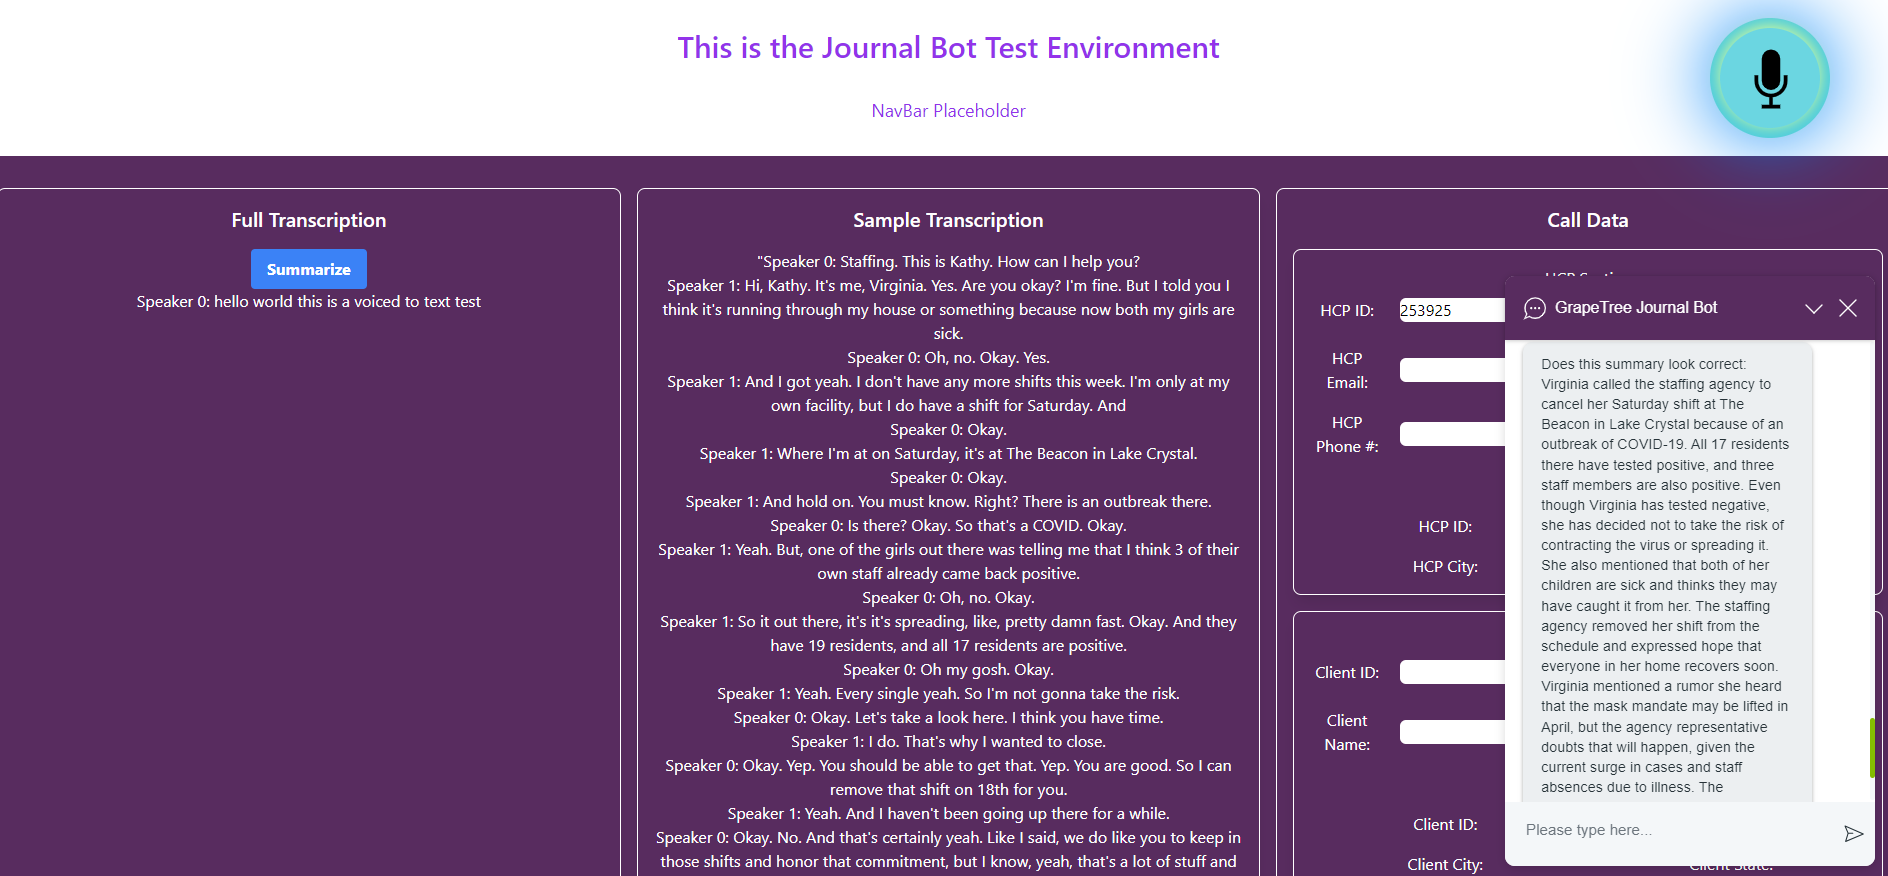 This is the Journal Bot Test Environment
NavBar Placeholder
Full Transcription
Summarize
Speaker 0: hello world this is a voiced to text test
Sample Transcription
"Speaker 0: Staffing. This is Kathy. How can I help you?
Speaker 1: Hi, Kathy. It's me, Virginia. Yes. Are you okay? I'm fine. But I told you I
think it's running through my house or something because now both my girls are
sick.
Speaker 0: Oh, no. Okay. Yes.
Speaker 1: And I got yeah. I don't have any more shifts this week. I'm only at my
own facility, but I do have a shift for Saturday. And
Speaker 0: Okay.
Speaker 1: Where I'm at on Saturday, it's at The Beacon in Lake Crystal.
Speaker 0: Okay.
Speaker 1: And hold on. You must know. Right? There is an outbreak there.
Speaker 0: Is there? Okay. So that's a COVID. Okay.
Speaker 1: Yeah. But, one of the girls out there was telling me that I think 3 of their
own staff already came back positive.
Speaker 0: Oh, no. Okay.
Speaker 1: So it out there, it's it's spreading, like, pretty damn fast. Okay. And they
have 19 residents, and all 17 residents are positive.
Speaker 0: Oh my gosh. Okay.
Speaker 1: Yeah. Every single yeah. So I'm not gonna take the risk.
Speaker 0: Okay. Let's take a look here. I think you have time.
Speaker 1: I do. That's why I wanted to close.
Speaker 0: Okay. Yep. You should be able to get that. Yep. You are good. So I can
remove that shift on 18th for you.
Speaker 1: Yeah. And I haven't been going up there for a while.
Speaker 0: Okay. No. And that's certainly yeah. Like I said, we do like you to keep in
those shifts and honor that commitment, but I know, yeah, that's a lot of stuff and
Call Data
HCP ID:
253925
HCP
Email:
HCP
Phone #:
HCP ID:
HCP City:
Client ID:
Client
Name:
Client ID:
Client City:
GrapeTree Journal Bot
Does this summary look correct:
Virginia called the staffing agency to
cancel her Saturday shift at The
Beacon in Lake Crystal because of an
outbreak of COVID-19. All 17 residents
there have tested positive, and three
staff members are also positive. Even
though Virginia has tested negative,
she has decided not to take the risk of
contracting the virus or spreading it.
She also mentioned that both of her
children are sick and thinks they may
have caught it from her. The staffing
agency removed her shift from the
schedule and expressed hope that
everyone in her home recovers soon.
Virginia mentioned a rumor she heard
that the mask mandate may be lifted in
April, but the agency representative
doubts that will happen, given the
current surge in cases and staff
absences due to illness. The
Please type here...